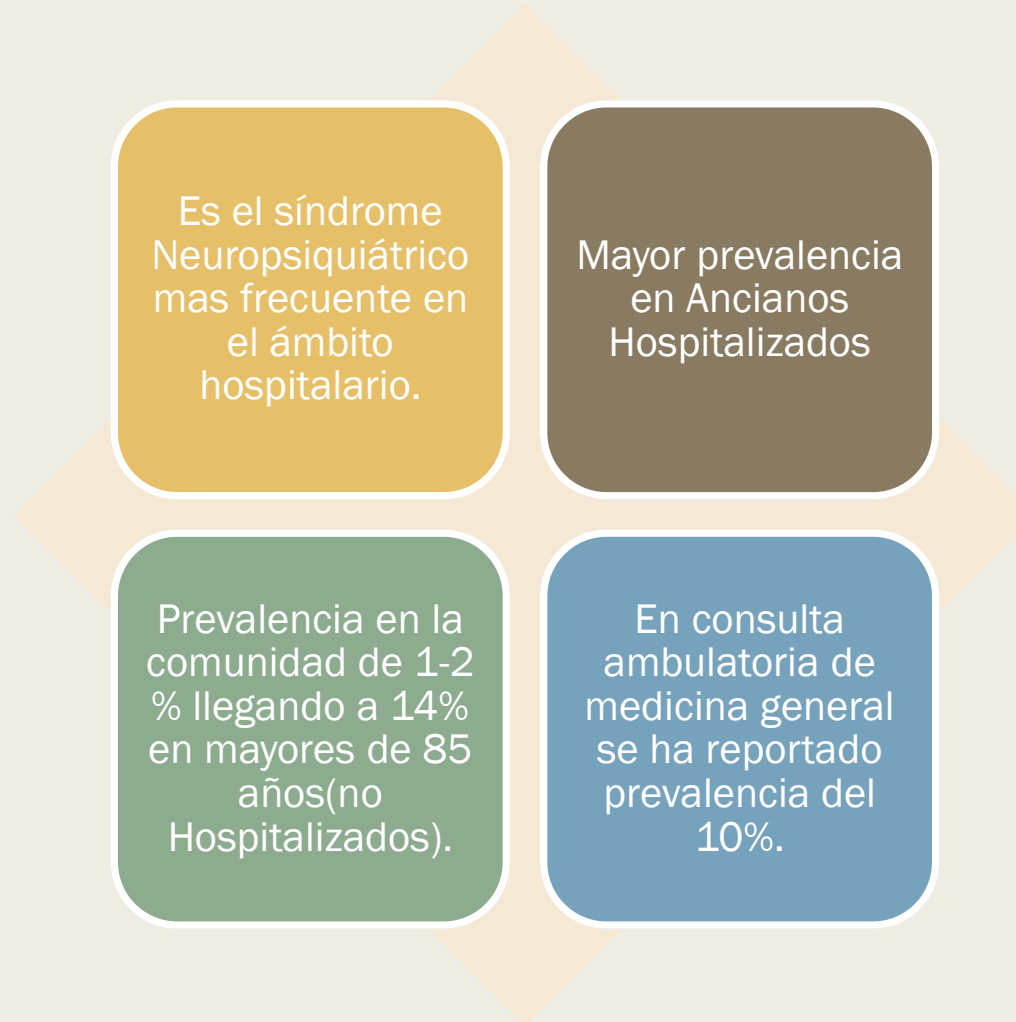 Es el síndrome
Neuropsiquiátrico
mas frecuente en
el ámbito
hospitalario.
Mayor prevalencia
en Ancianos
Hospitalizados
Prevalencia en la
comunidad de 1-2
% llegando a 14%
en mayores de 85
años(no
Hospitalizados).
En consulta
ambulatoria de
medicina general
se ha reportado
prevalencia del
10%.